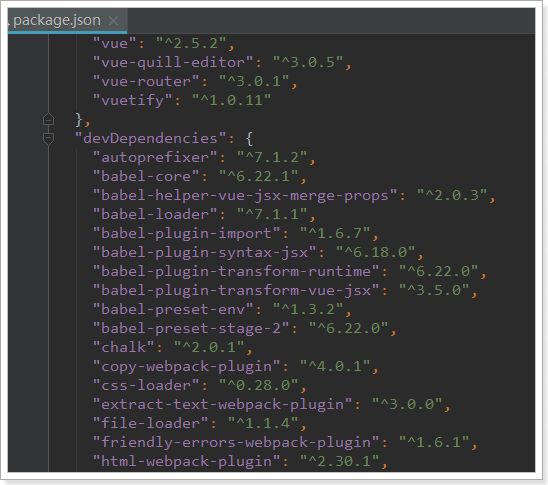 package.json
"vue": "^2.5.2",
"vue-quill-editor": "^3.0.5",
"vue-router": "^3.0.1",
"vuetify": "^1.0.11"
},
"devDependencies": {
"autoprefixer": "^7.1.2",
"babel-core": "^6.22.1",
"babel-helper-vue-jsx-merge-props": "^2.0.3",
"babel-loader": "^7.1.1",
"babel-plugin-import": "^1.6.7",
"babel-plugin-syntax-jsx": "^6.18.0",
"babel-plugin-transform-runtime": "^6.22.0",
"babel-plugin-transform-vue-jsx": "^3.5.0",
"babel-preset-env": "^1.3.2",
"babel-preset-stage-2": "^6.22.0",
"chalk": "^2.0.1",
"copy-webpack-plugin": "^4.0.1",
"css-loader": "^0.28.0",
"extract-text-webpack-plugin": "^3.0.0",
"file-loader": "^1.1.4",
"friendly-errors-webpack-plugin": "^1.6.1",
"html-webpack-plugin": "^2.30.1",